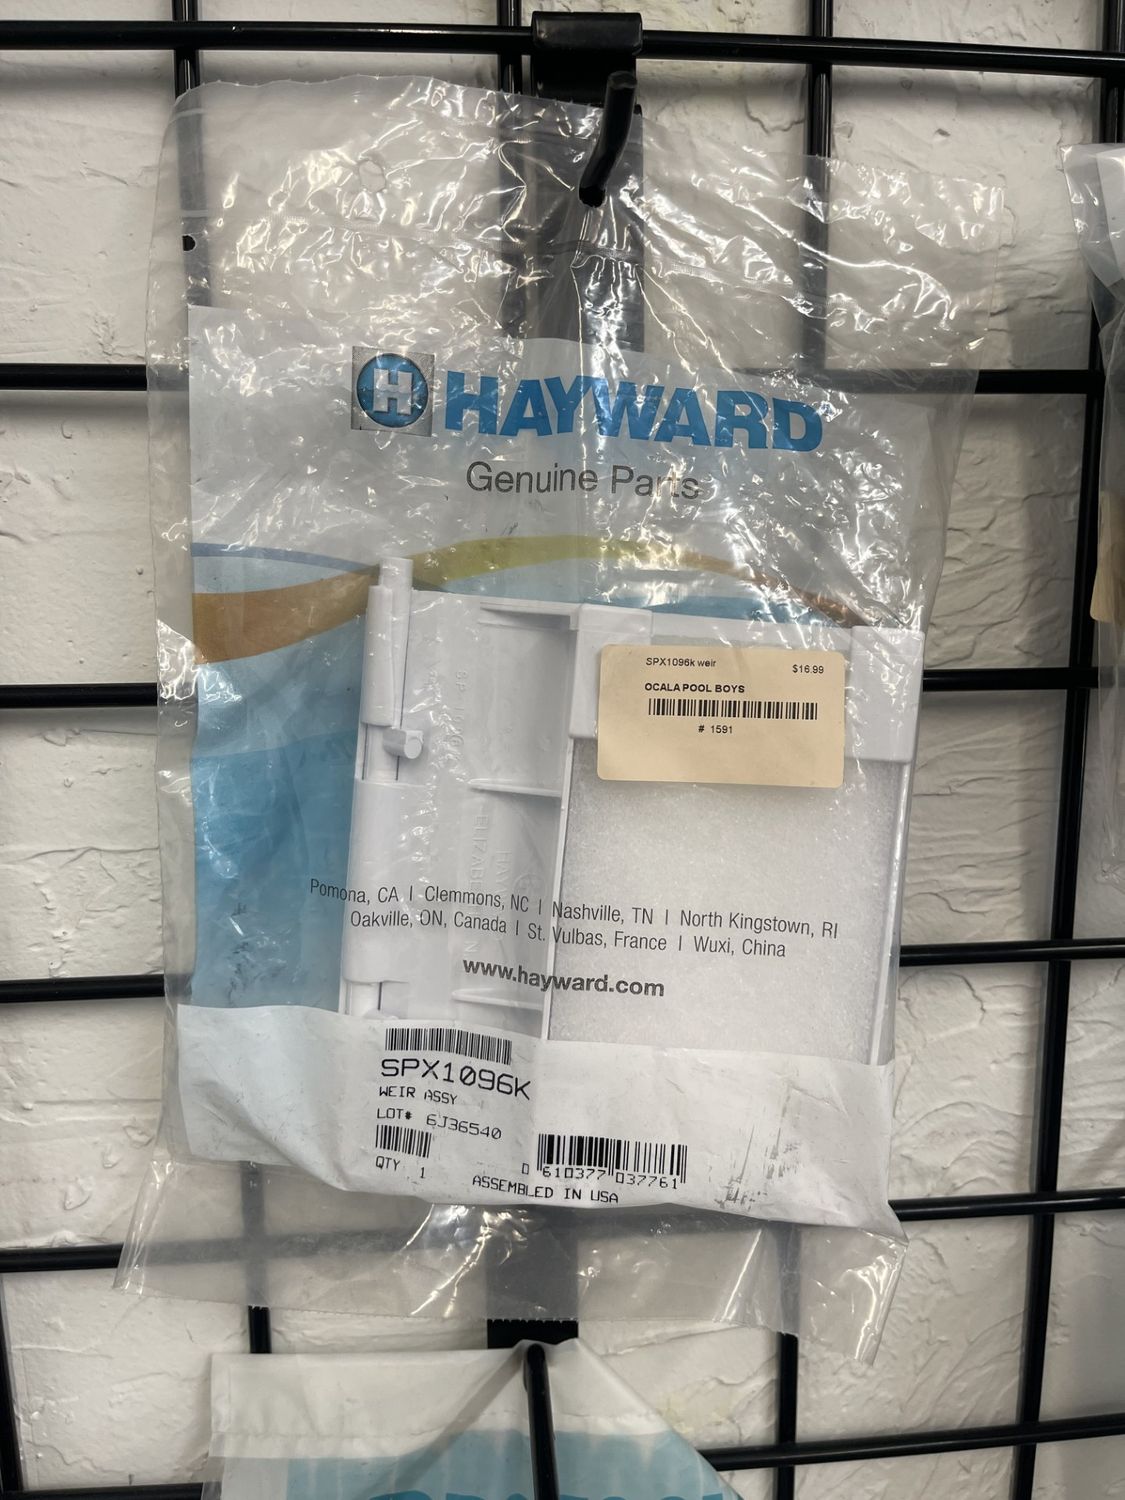 H HAYWARD
Genuine Parts
SPX1096k weir $16.99
OCALA POOL BOYS
# 1591
Pomona, CA | Clemmons, NC | Nashville, TN | North Kingstown, RI
Oakville, ON, Canada | St. Vulbas, France | Wuxi, China
www.hayward.com
SPX1096K
WEIR ASSY
LOT# 6J36540
QTY 1
0 610377 037761
ASSEMBLED IN USA